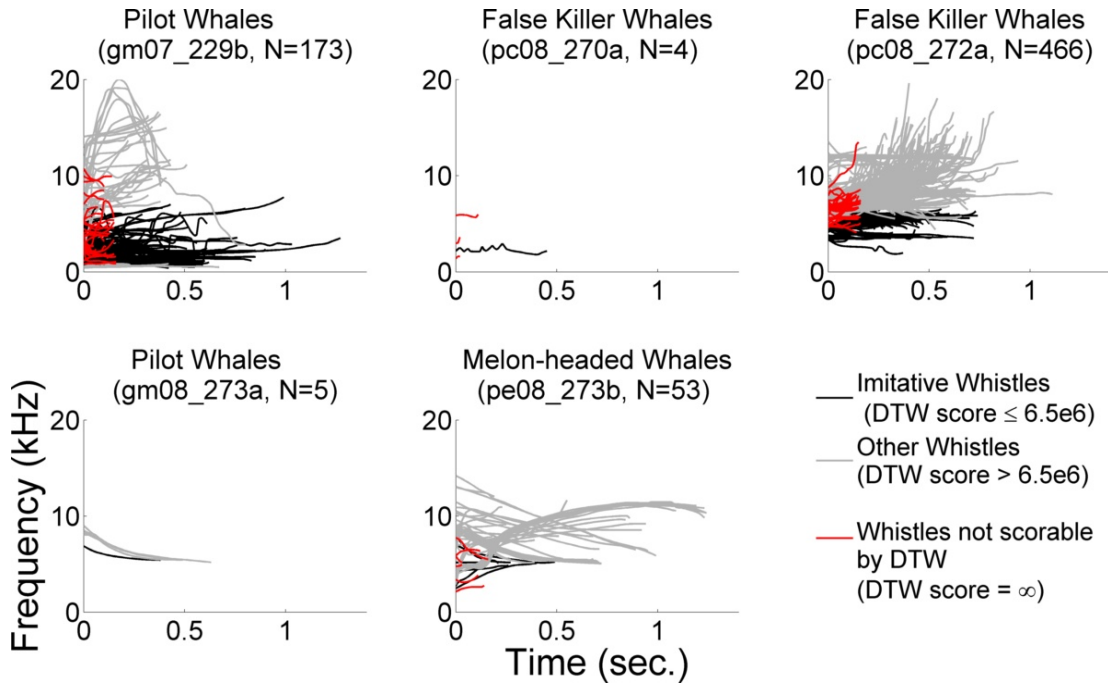 Pilot Whales
(gm07_229b, N=173)
False Killer Whales
(pc08_270a, N=4)
False Killer Whales
(pc08_272a, N=466)
20
10
0
0
0.5
1
20
10
0
0
0.5
1
20
10
0
0
0.5
1
Pilot Whales
(gm08_273a, N=5)
Melon-headed Whales
(pe08_273b, N=53)
20
10
0
0
0.5
1
20
10
0
0
0.5
1
Frequency (kHz)
Time (sec.)
Imitative Whistles
(DTW score ≤ 6.5e6)
Other Whistles
(DTW score > 6.5e6)
Whistles not scorable
by DTW
(DTW score = ∞)